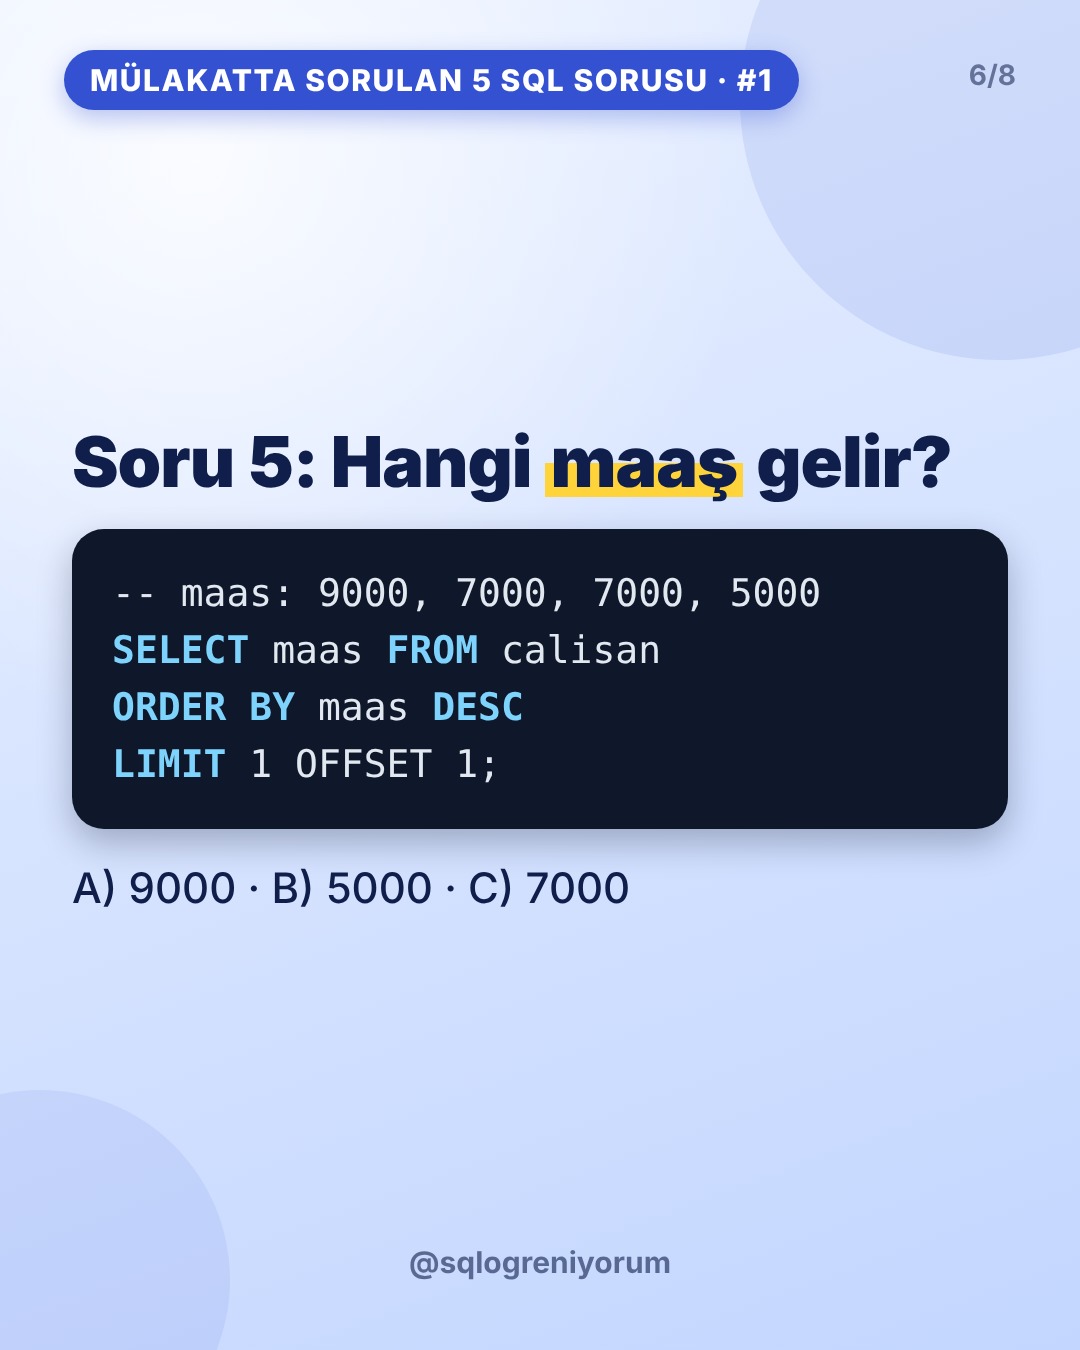 MÜLAKATTA SORULAN 5 SQL SORUSU · #1
6/8
Soru 5: Hangi maaş gelir?
-- maas: 9000, 7000, 7000, 5000
SELECT maas FROM calisan
ORDER BY maas DESC
LIMIT 1 OFFSET 1;
A) 9000 · B) 5000 · C) 7000
@sqlogreniyorum